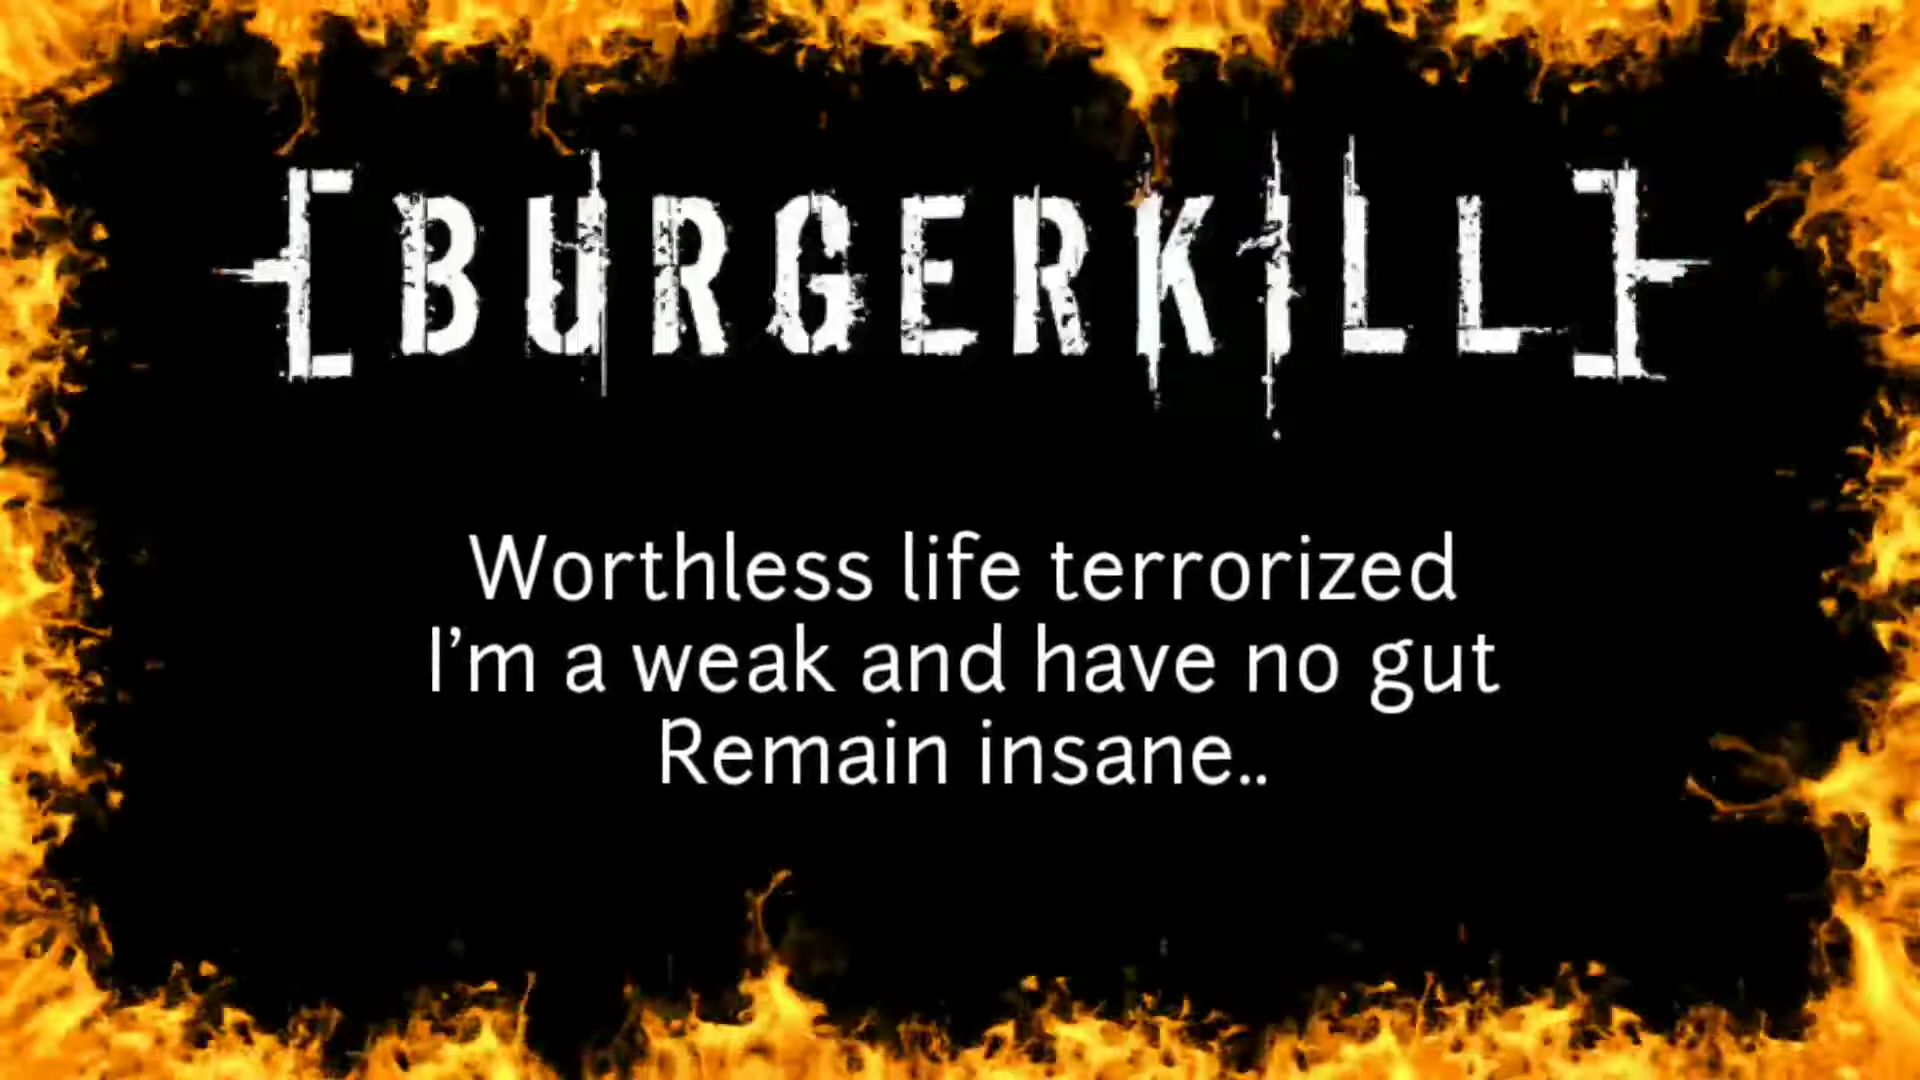 [BURGERKILL]
Worthless life terrorized
I'm a weak and have no gut
Remain insane..